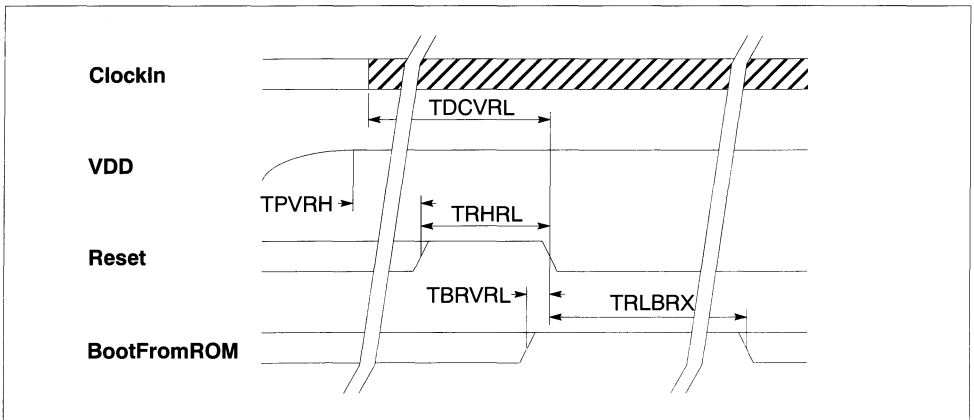 ClockIn
TDCVRL
VDD
TPVRH
TRHRL
Reset
TBRVRL
TRLBRX
BootFromROM